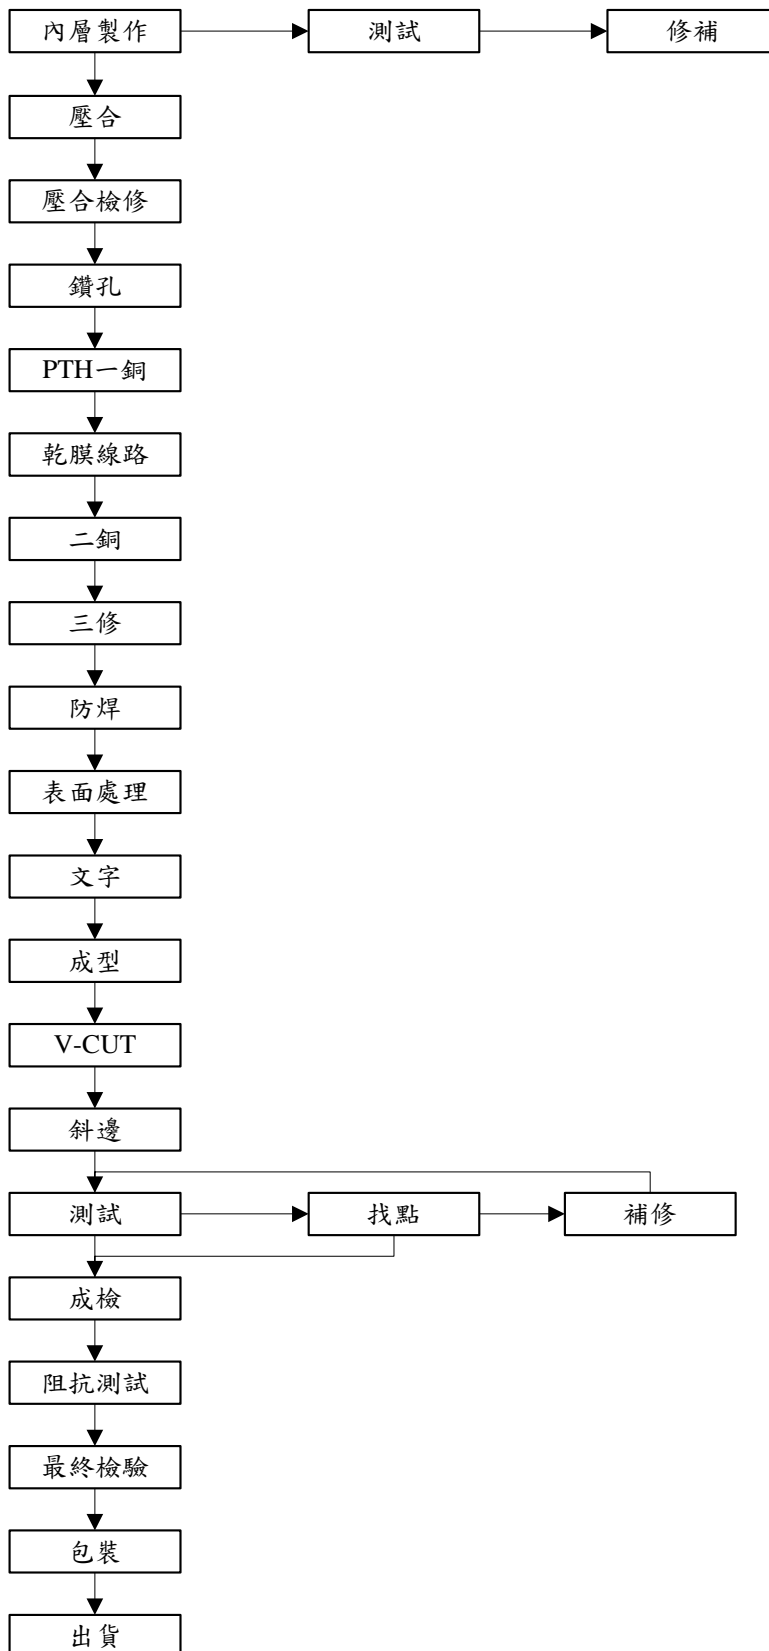 內層製作
測試
修補
壓合
壓合檢修
鑽孔
PTH一銅
乾膜線路
二銅
三修
防焊
表面處理
文字
成型
V-CUT
斜邊
測試
找點
補修
成檢
阻抗測試
最終檢驗
包裝
出貨